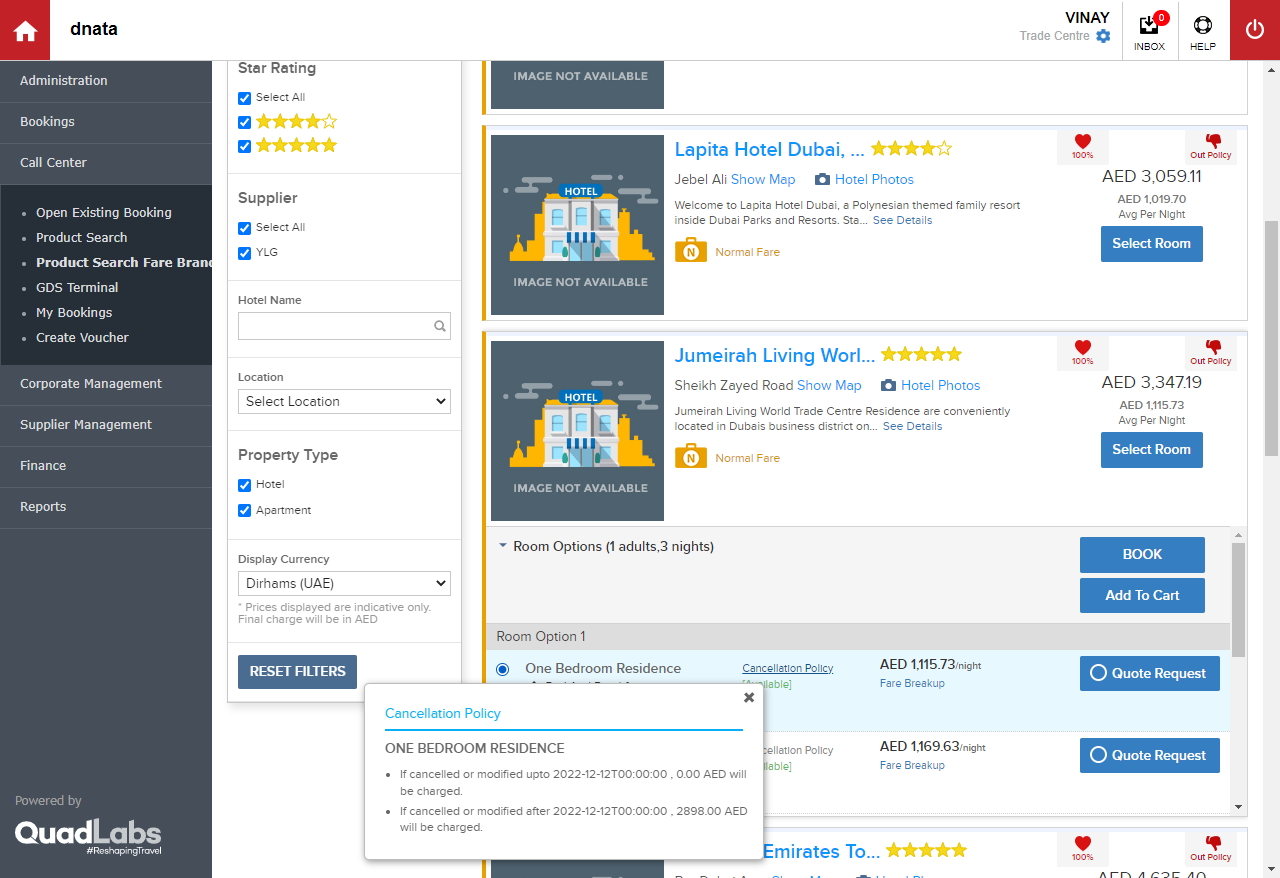 dnata
VINAY
Trade Centre
0
INBOX
HELP
Administration
Bookings
Call Center
Open Existing Booking
Product Search
Product Search Fare Brand
GDS Terminal
My Bookings
Create Voucher
Corporate Management
Supplier Management
Finance
Reports
Powered by
QuadLabs
#ReshapingTravel
Star Rating
Select All
Supplier
Select All
YLG
Hotel Name
Location
Select Location
Property Type
Hotel
Apartment
Display Currency
Dirhams (UAE)
* Prices displayed are indicative only.
Final charge will be in AED
RESET FILTERS
IMAGE NOT AVAILABLE
HOTEL
IMAGE NOT AVAILABLE
Lapita Hotel Dubai, ...
Jebel Ali Show Map Hotel Photos
Welcome to Lapita Hotel Dubai, a Polynesian themed family resort
inside Dubai Parks and Resorts. Sta... See Details
N Normal Fare
100%
Out Policy
AED 3,059.11
AED 1,019.70
Avg Per Night
Select Room
HOTEL
IMAGE NOT AVAILABLE
Jumeirah Living Worl...
Sheikh Zayed Road Show Map Hotel Photos
Jumeirah Living World Trade Centre Residence are conveniently
located in Dubais business district on... See Details
N Normal Fare
100%
Out Policy
AED 3,347.19
AED 1,115.73
Avg Per Night
Select Room
Room Options (1 adults,3 nights)
BOOK
Add To Cart
Room Option 1
One Bedroom Residence
Cancellation Policy
AED 1,115.73/night
Fare Breakup
Quote Request
cellation Policy
lable]
AED 1,169.63/night
Fare Breakup
Quote Request
Cancellation Policy
ONE BEDROOM RESIDENCE
If cancelled or modified upto 2022-12-12T00:00:00 , 0.00 AED will
be charged.
If cancelled or modified after 2022-12-12T00:00:00 , 2898.00 AED
will be charged.
Emirates To...
100%
Out Policy
AED 4,635.40